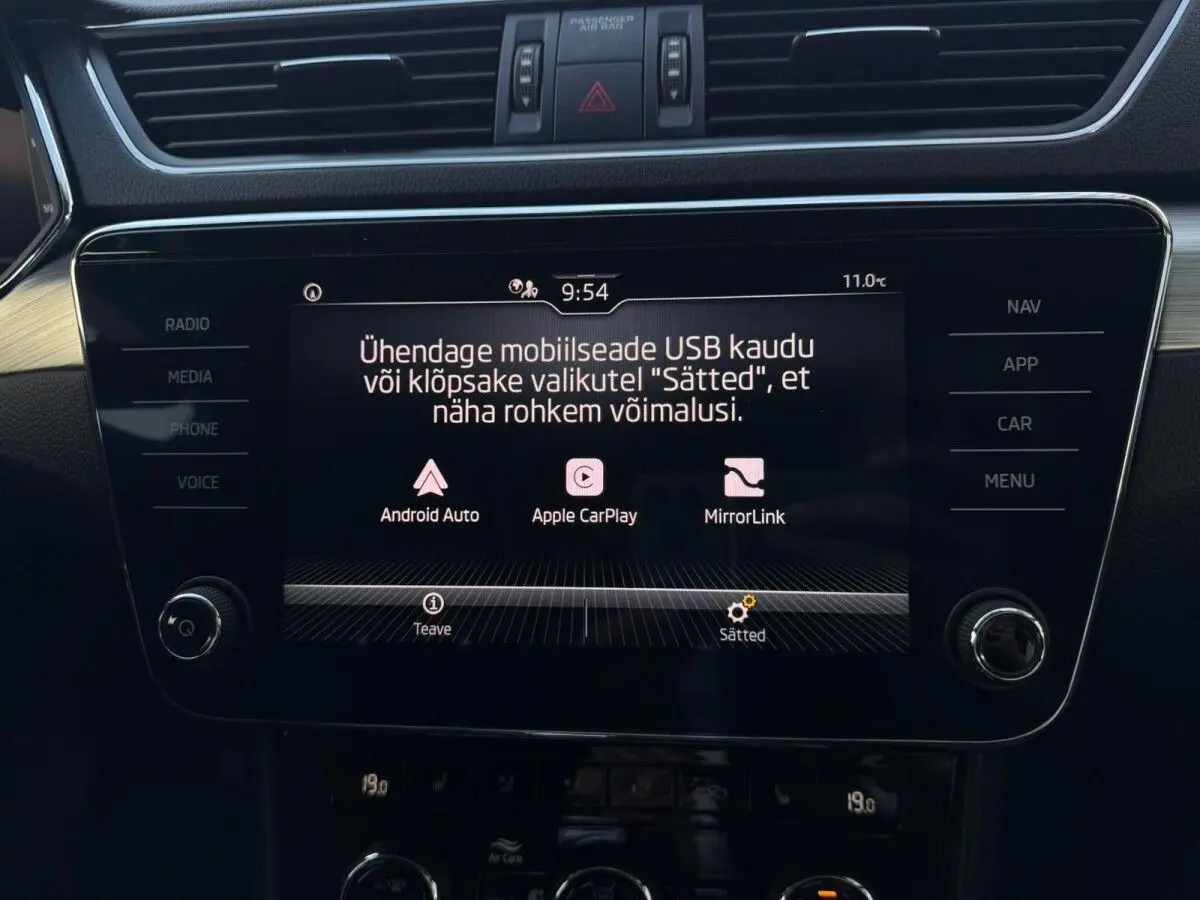 PASSENGER
AIR BAG
9:54
11.0°C
RADIO
MEDIA
PHONE
VOICE
NAV
APP
CAR
MENU
Ühendage mobiilseade USB kaudu
või klõpsake valikutel "Sätted", et
näha rohkem võimalusi.
Android Auto
Apple CarPlay
MirrorLink
Teave
Sätted
19.0
19.0
Air Care